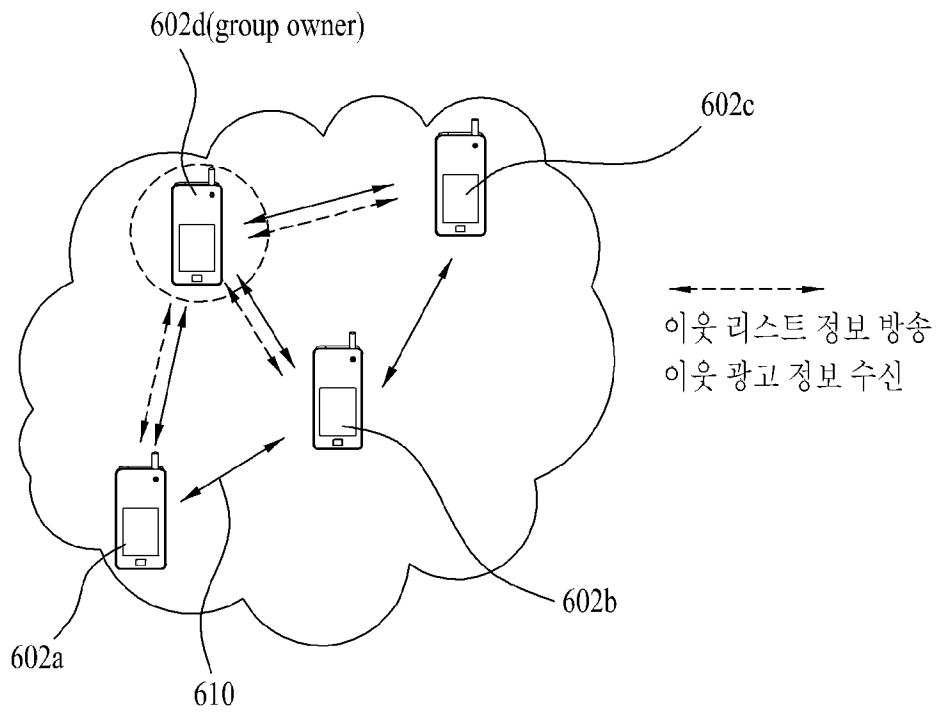 602d(group owner)
602c
이웃 리스트 정보 방송
이웃 광고 정보 수신
602b
602a
610